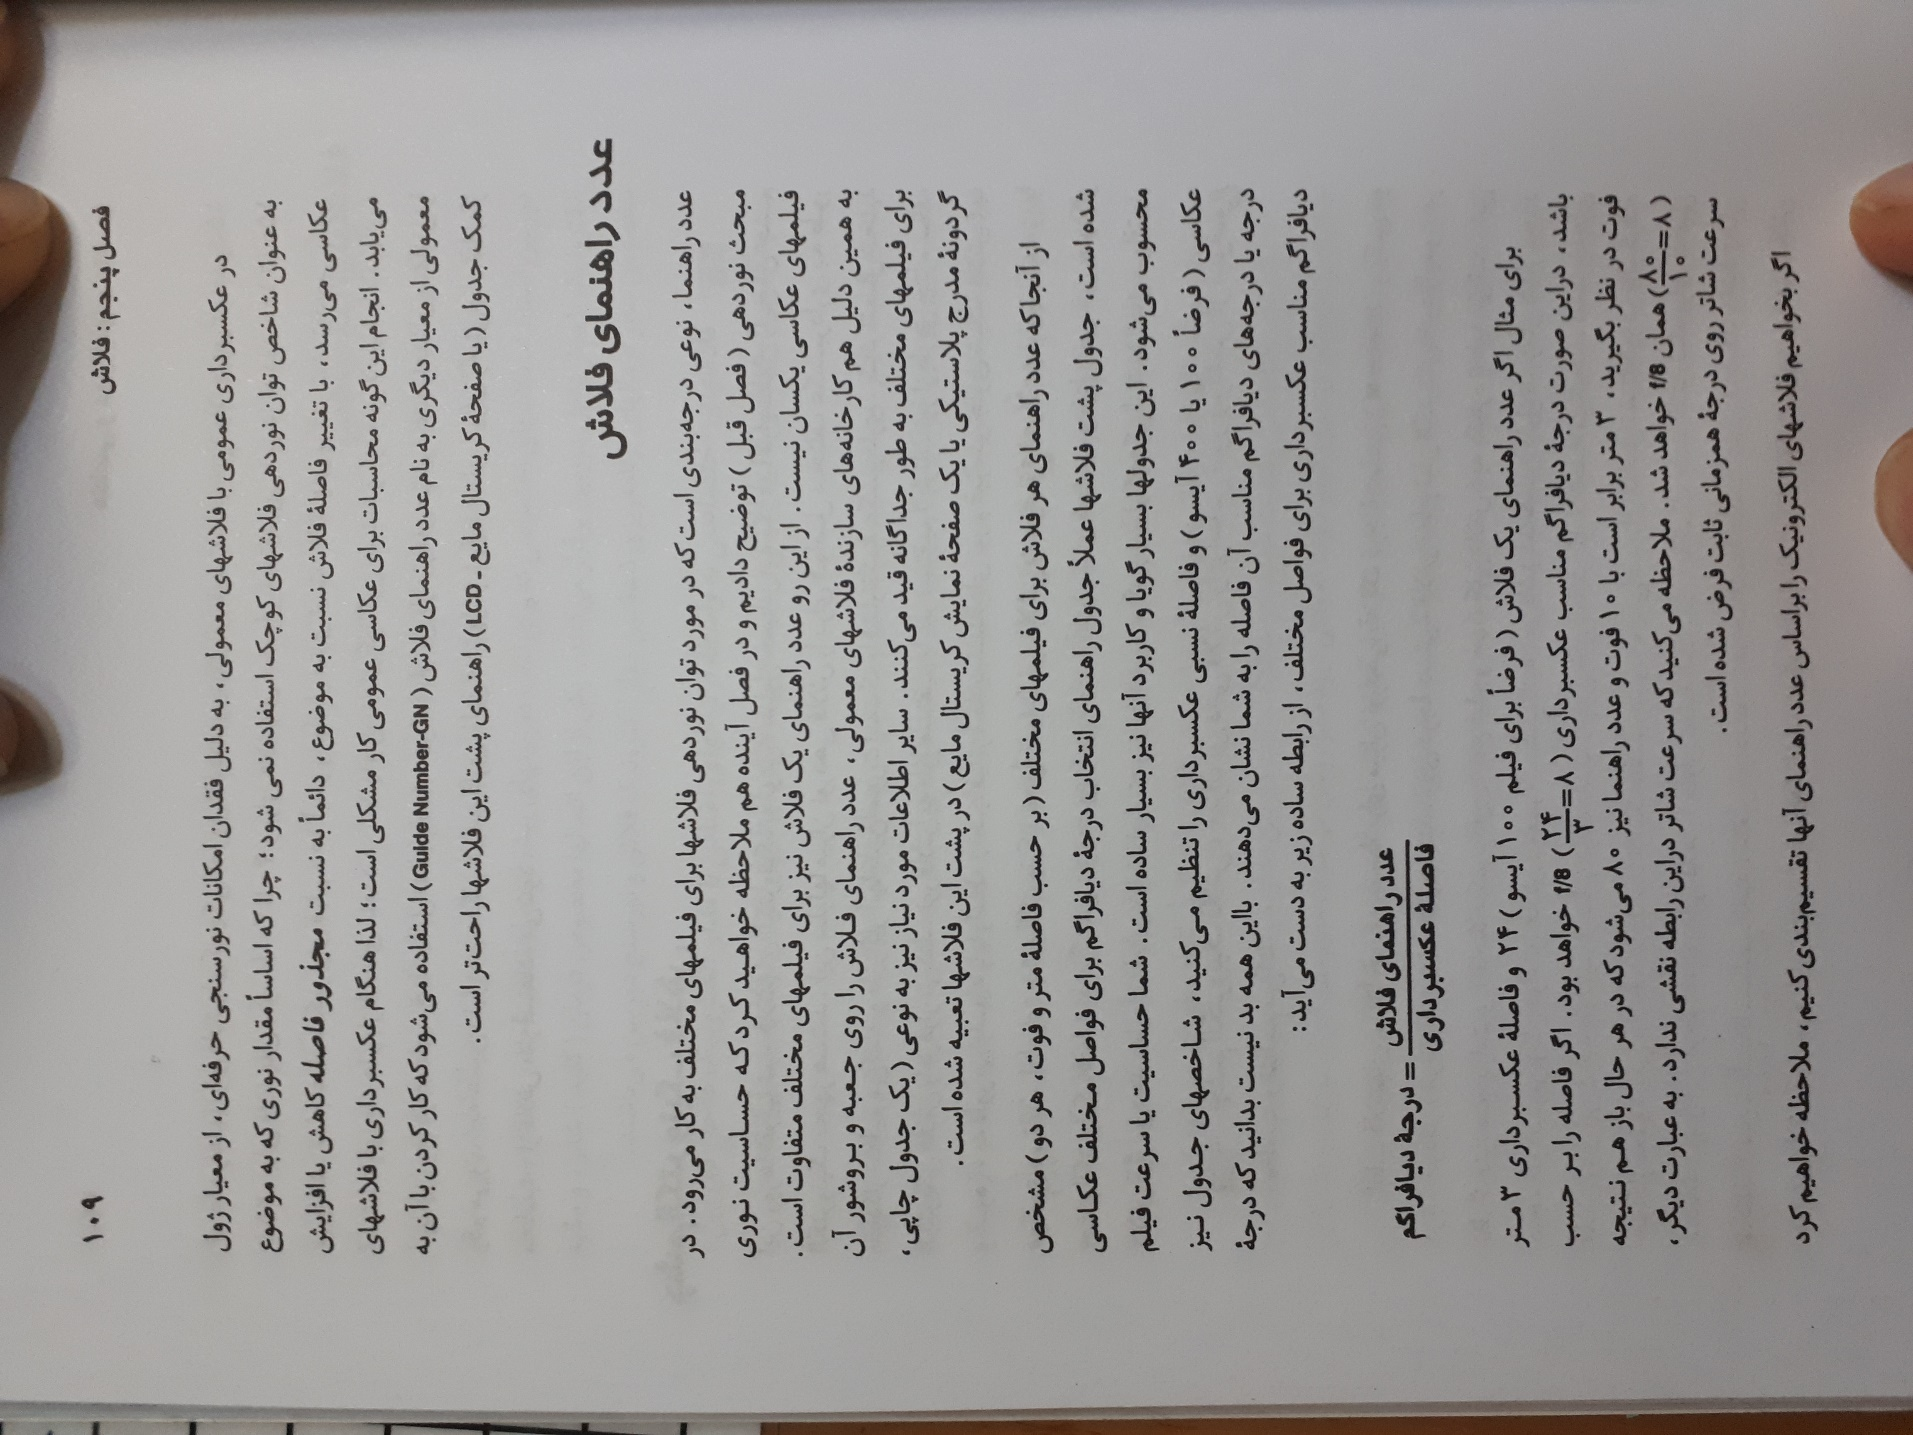 فصل پنجم: فلاش
۱۰۹
در عکسبرداری عمومی با فلاشهای معمولی، به دلیل فقدان امکانات نورسنجی حرفه‌ای، از معیار ژول
به عنوان شاخص توان نوردهی فلاشهای کوچک استفاده نمی شود؛ چرا که اساساً مقدار نوری که به موضوع
عکاسی می‌رسد، با تغییر فاصلهٔ فلاش نسبت به موضوع، دائماً به نسبت مجذور فاصله کاهش یا افزایش
می‌یابد. انجام این گونه محاسبات برای عکاسی عمومی کار مشکلی است؛ لذا هنگام عکسبرداری با فلاشهای
معمولی از معیار دیگری به نام عدد راهنمای فلاش (Guide Number-GN) استفاده می‌شود که کار کردن با آن به
کمک جدول (یا صفحهٔ کریستال مایع - LCD) راهنمای پشت این فلاشها راحت‌تر است.
عدد راهنمای فلاش
عدد راهنما، نوعی درجه‌بندی است که در مورد توان نوردهی فلاشها برای فیلمهای مختلف به کار می‌رود. در
مبحث نوردهی (فصل قبل) توضیح دادیم و در فصل آینده هم ملاحظه خواهید کرد که حساسیت نوری
فیلمهای عکاسی یکسان نیست. از این رو عدد راهنمای یک فلاش نیز برای فیلمهای مختلف متفاوت است.
به همین دلیل هم کارخانه‌های سازندهٔ فلاشهای معمولی، عدد راهنمای فلاش را روی جعبه و بروشور آن
برای فیلمهای مختلف به طور جداگانه قید می‌کنند. سایر اطلاعات مورد نیاز نیز به نوعی (یک جدول چاپی،
گردونهٔ مدرج پلاستیکی یا یک صفحهٔ نمایش کریستال مایع) در پشت این فلاشها تعبیه شده است.
از آنجا که عدد راهنمای هر فلاش برای فیلمهای مختلف (بر حسب فاصلهٔ متر و فوت، هر دو) مشخص
شده است، جدول پشت فلاشها عملاً جدول راهنمای انتخاب درجهٔ دیافراگم برای فواصل مختلف عکاسی
محسوب می‌شود. این جدولها بسیار گویا و کاربرد آنها نیز بسیار ساده است. شما حساسیت یا سرعت فیلم
عکاسی (فرضاً ۱۰۰ یا ۴۰۰ آیسو) و فاصلهٔ نسبی عکسبرداری را تنظیم می‌کنید، شاخصهای جدول نیز
درجه یا درجه‌های دیافراگم مناسب آن فاصله را به شما نشان می‌دهند. بااین همه بد نیست بدانید که درجهٔ
دیافراگم مناسب عکسبرداری برای فواصل مختلف، از رابطه ساده زیر به دست می‌آید:
عدد راهنمای فلاش
درجهٔ دیافراگم =
فاصلهٔ عکسبرداری
برای مثال اگر عدد راهنمای یک فلاش (فرضاً برای فیلم ۱۰۰ آیسو) ۲۴ و فاصلهٔ عکسبرداری ۳ متر
باشد، دراین صورت درجهٔ دیافراگم مناسب عکسبرداری (۸=۲۴/۳) f/8 خواهد بود. اگر فاصله را بر حسب
فوت در نظر بگیرید، ۳ متر برابر است با ۱۰ فوت و عدد راهنما نیز ۸۰ می‌شود که در هر حال باز هم نتیجه
(۸=۸۰/۱۰) همان f/8 خواهد شد. ملاحظه می‌کنید که سرعت شاتر دراین رابطه نقشی ندارد. به عبارت دیگر،
سرعت شاتر روی درجهٔ همزمانی ثابت فرض شده است.
اگر بخواهیم فلاشهای الکترونیک را براساس عدد راهنمای آنها تقسیم‌بندی کنیم، ملاحظه خواهیم کرد